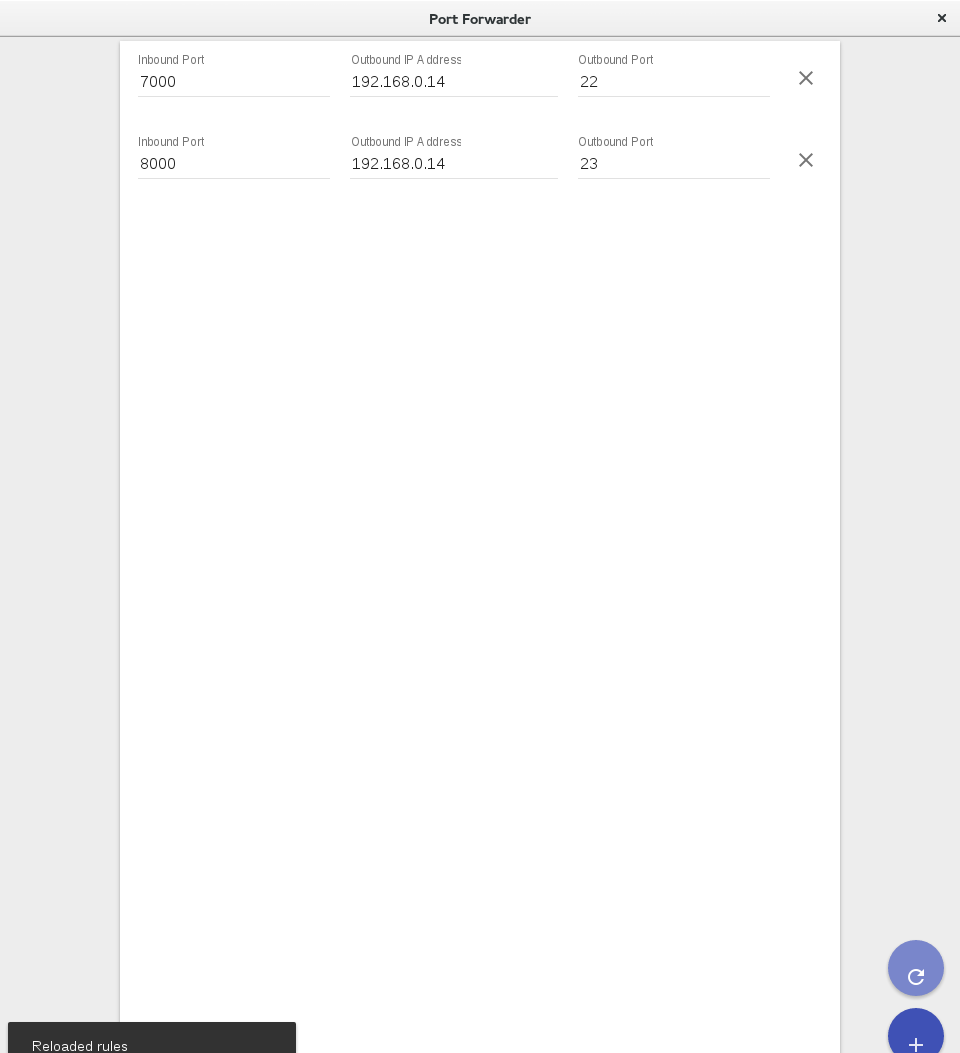 Port Forwarder
Inbound Port Outbound IP Address Outbound Port
7000 192.168.0.14 22
Inbound Port Outbound IP Address Outbound Port
8000 192.168.0.14 23
Reloaded rules